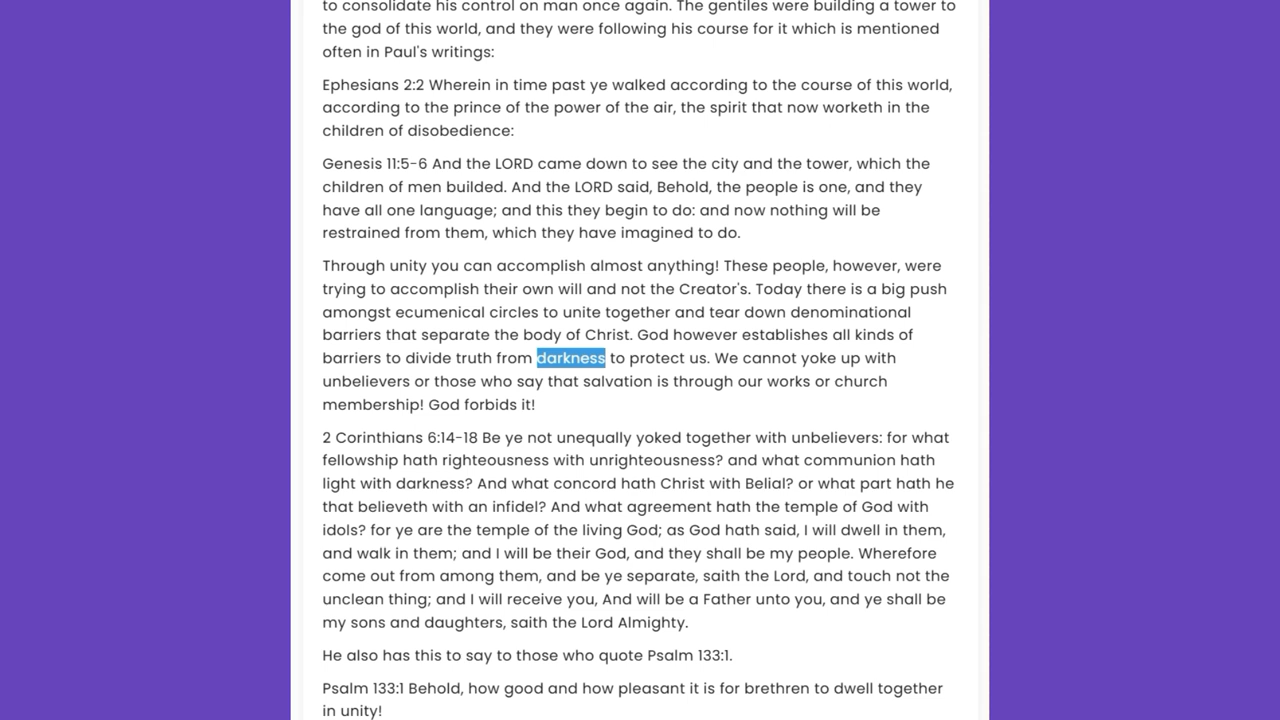 to consolidate his control on man once again. The gentiles were building a tower to
the god of this world, and they were following his course for it which is mentioned
often in Paul's writings:
Ephesians 2:2 Wherein in time past ye walked according to the course of this world,
according to the prince of the power of the air, the spirit that now worketh in the
children of disobedience:
Genesis 11:5-6 And the LORD came down to see the city and the tower, which the
children of men builded. And the LORD said, Behold, the people is one, and they
have all one language; and this they begin to do: and now nothing will be
restrained from them, which they have imagined to do.
Through unity you can accomplish almost anything! These people, however, were
trying to accomplish their own will and not the Creator's. Today there is a big push
amongst ecumenical circles to unite together and tear down denominational
barriers that separate the body of Christ. God however establishes all kinds of
barriers to divide truth from darkness to protect us. We cannot yoke up with
unbelievers or those who say that salvation is through our works or church
membership! God forbids it!
2 Corinthians 6:14-18 Be ye not unequally yoked together with unbelievers: for what
fellowship hath righteousness with unrighteousness? and what communion hath
light with darkness? And what concord hath Christ with Belial? or what part hath he
that believeth with an infidel? And what agreement hath the temple of God with
idols? for ye are the temple of the living God; as God hath said, I will dwell in them,
and walk in them; and I will be their God, and they shall be my people. Wherefore
come out from among them, and be ye separate, saith the Lord, and touch not the
unclean thing; and I will receive you, And will be a Father unto you, and ye shall be
my sons and daughters, saith the Lord Almighty.
He also has this to say to those who quote Psalm 133:1.
Psalm 133:1 Behold, how good and how pleasant it is for brethren to dwell together
in unity!